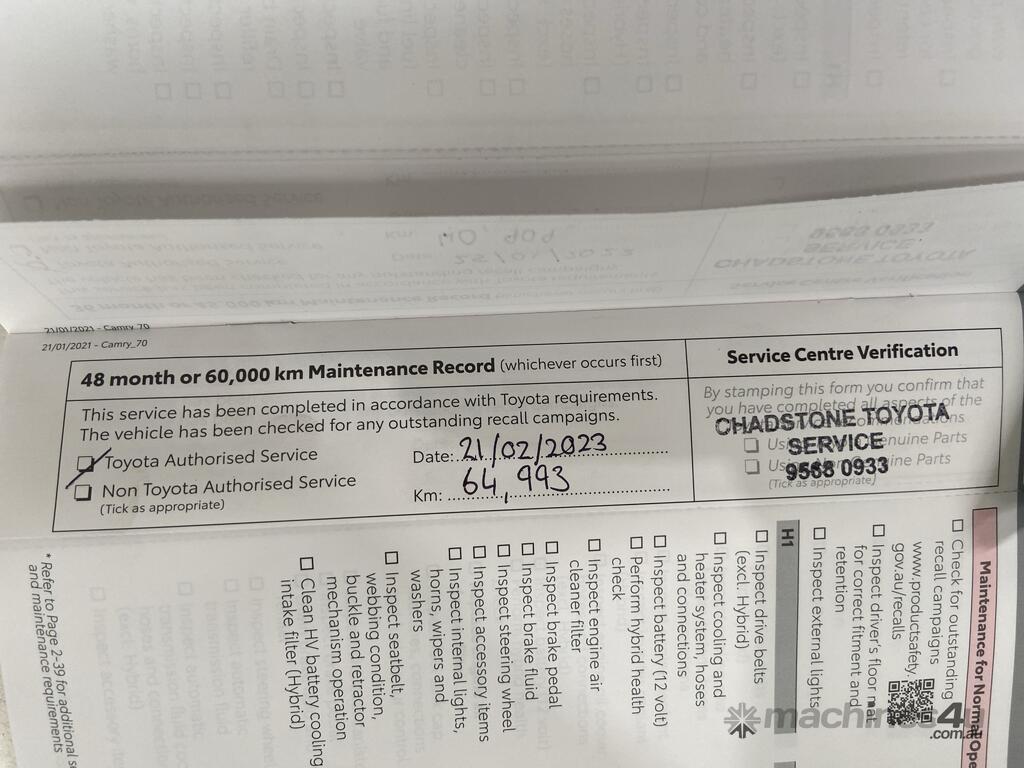 21/01/2021 - Camry_70
21/01/2021 - Camry_70
48 month or 60,000 km Maintenance Record (whichever occurs first)
This service has been completed in accordance with Toyota requirements.
The vehicle has been checked for any outstanding recall campaigns.
Toyota Authorised Service
Date: 21/02/2023
Non Toyota Authorised Service
Km: 64,993
(Tick as appropriate)
Service Centre Verification
By stamping this form you confirm that
you have completed all aspects of the
CHADSTONE TOYOTA
SERVICE
9568 0933
Genuine Parts
(Tick as appropriate)
Maintenance for Normal Ope
Check for outstanding
recall campaigns
www.productsafety.
gov.au/recalls
Inspect driver's floor mat
for correct fitment and
retention
Inspect external lights
H1
Inspect drive belts
(excl. Hybrid)
Inspect cooling and
heater system, hoses
and connections
Inspect battery (12 volt)
Perform hybrid health
check
Inspect engine air
cleaner filter
Inspect brake pedal
Inspect brake fluid
Inspect steering wheel
Inspect accessory items
Inspect internal lights,
horns, wipers and
washers
Inspect seatbelt,
webbing condition,
buckle and retractor
mechanism operation
Clean HV battery cooling
intake filter (Hybrid)
* Refer to Page 2-39 for additional s
and maintenance requirements
machines4u
.com.au